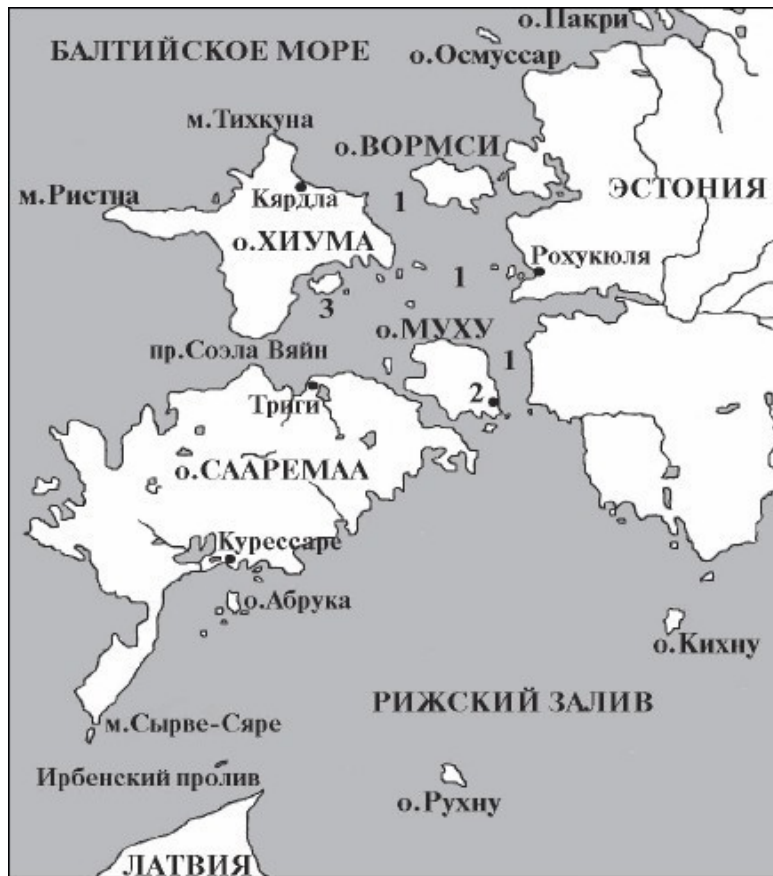 о.Пакри
БАЛТИЙСКОЕ МОРЕ
о.Осмуссар
м.Тихкуна
о.ВОРМСИ
м.Ристна
Кярдла
1
ЭСТОНИЯ
о.ХИУМА
Рохукюля
1
3
о.МУХУ
пр.Соэла Вяйн
1
2
Триги
о.СААРЕМАА
Курессаре
о.Абрука
о.Кихну
РИЖСКИЙ ЗАЛИВ
м.Сырве-Сяре
Ирбенский пролив
о.Рухну
ЛАТВИЯ